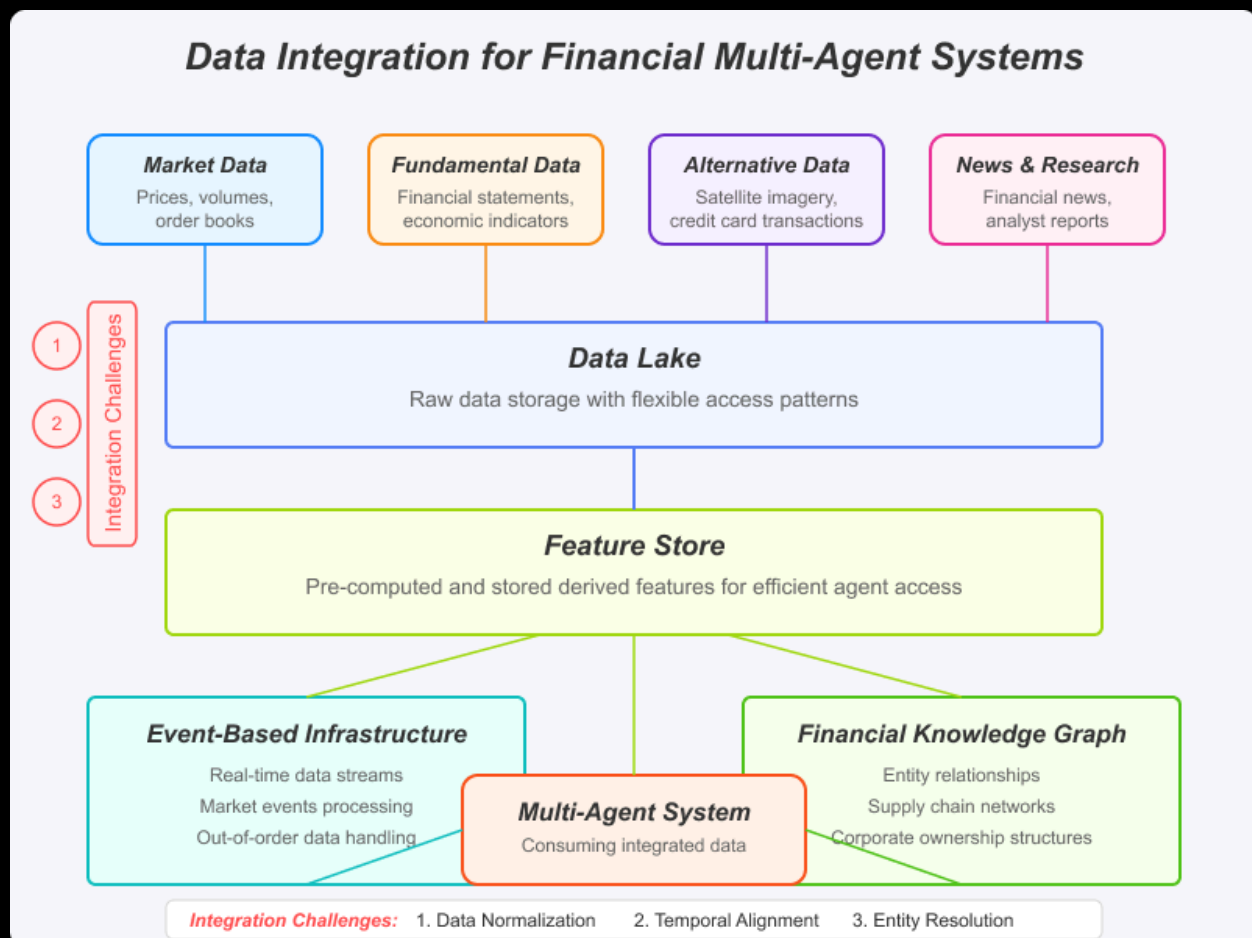 Data Integration for Financial Multi-Agent Systems
Market Data
Prices, volumes,
order books
Fundamental Data
Financial statements,
economic indicators
Alternative Data
Satellite imagery,
credit card transactions
News & Research
Financial news,
analyst reports
Integration Challenges
1
2
3
Data Lake
Raw data storage with flexible access patterns
Feature Store
Pre-computed and stored derived features for efficient agent access
Event-Based Infrastructure
Real-time data streams
Market events processing
Out-of-order data handling
Multi-Agent System
Consuming integrated data
Financial Knowledge Graph
Entity relationships
Supply chain networks
Corporate ownership structures
Integration Challenges: 1. Data Normalization 2. Temporal Alignment 3. Entity Resolution